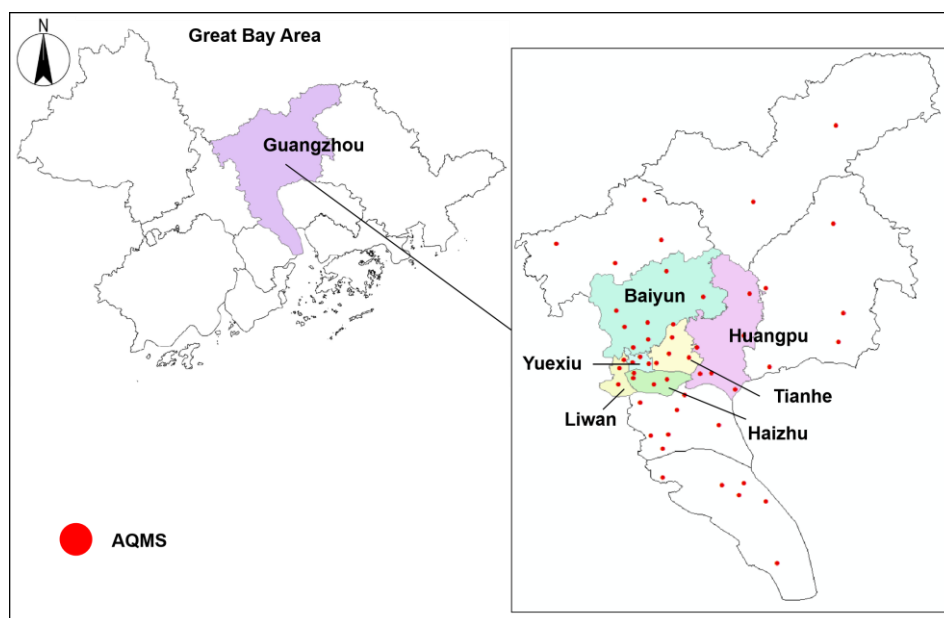 N
Great Bay Area
Guangzhou
Baiyun
Huangpu
Yuexiu
Tianhe
Liwan
Haizhu
AQMS